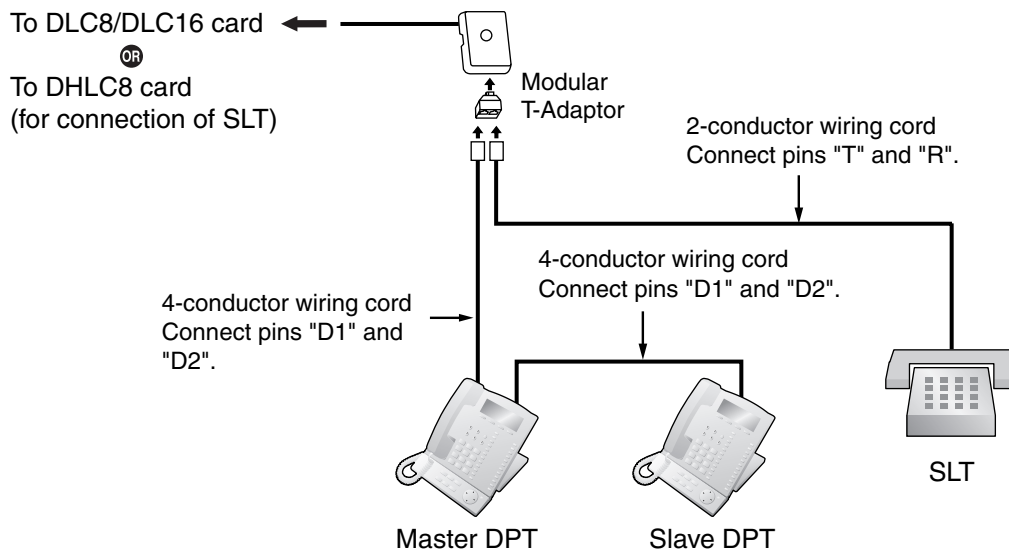 To DLC8/DLC16 card
OR
To DHLC8 card
(for connection of SLT)
Modular
T-Adaptor
2-conductor wiring cord
Connect pins "T" and "R".
4-conductor wiring cord
Connect pins "D1" and "D2".
4-conductor wiring cord
Connect pins "D1" and
"D2".
SLT
Master DPT
Slave DPT